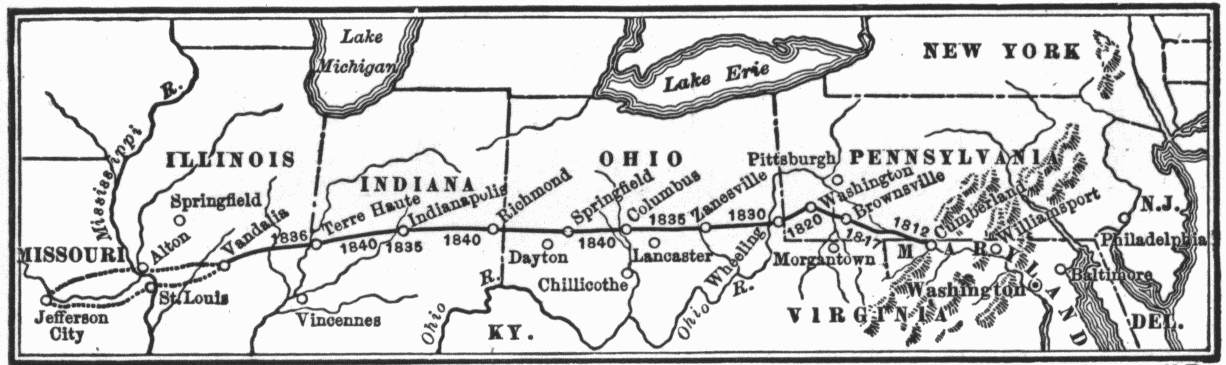 Lake
Michigan
Lake Erie
NEW YORK
Mississippi R.
ILLINOIS
INDIANA
OHIO
Pittsburgh
PENNSYLVANIA
Springfield
Vandalia
Terre Haute
Indianapolis
Richmond
Springfield
Columbus
Zanesville
Washington
Brownsville
Cumberland
Williamsport
N.J.
MISSOURI
Alton
1836
1840
1835
1840
1840
1835
1830
1820
1817
1812
MARYLAND
Philadelphia
Dayton
Lancaster
Wheeling
Morgantown
Baltimore
Jefferson
City
St. Louis
Vincennes
Chillicothe
Washington
Ohio R.
KY.
Ohio R.
VIRGINIA
DEL.